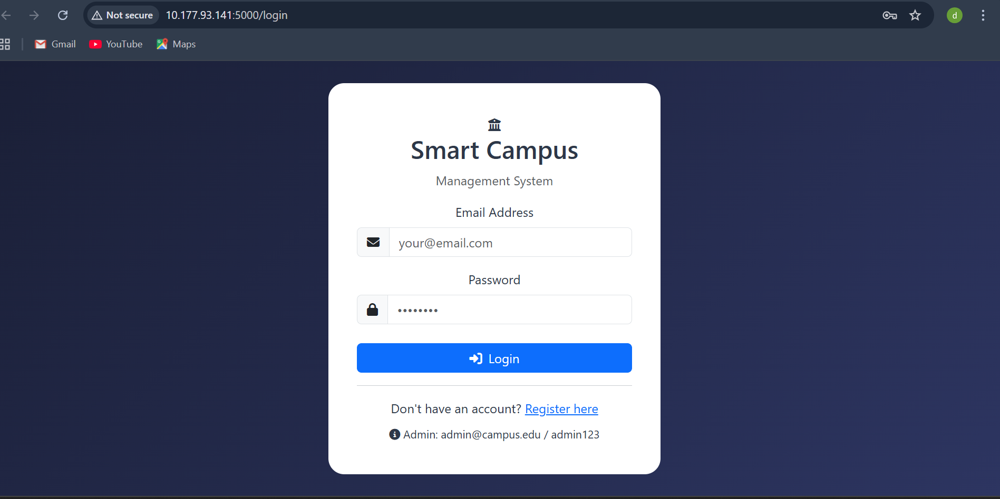 Not secure 10.177.93.141:5000/login
d
Gmail YouTube Maps
Smart Campus
Management System
Email Address
your@email.com
Password
••••••••
Login
Don't have an account? Register here
Admin: admin@campus.edu / admin123